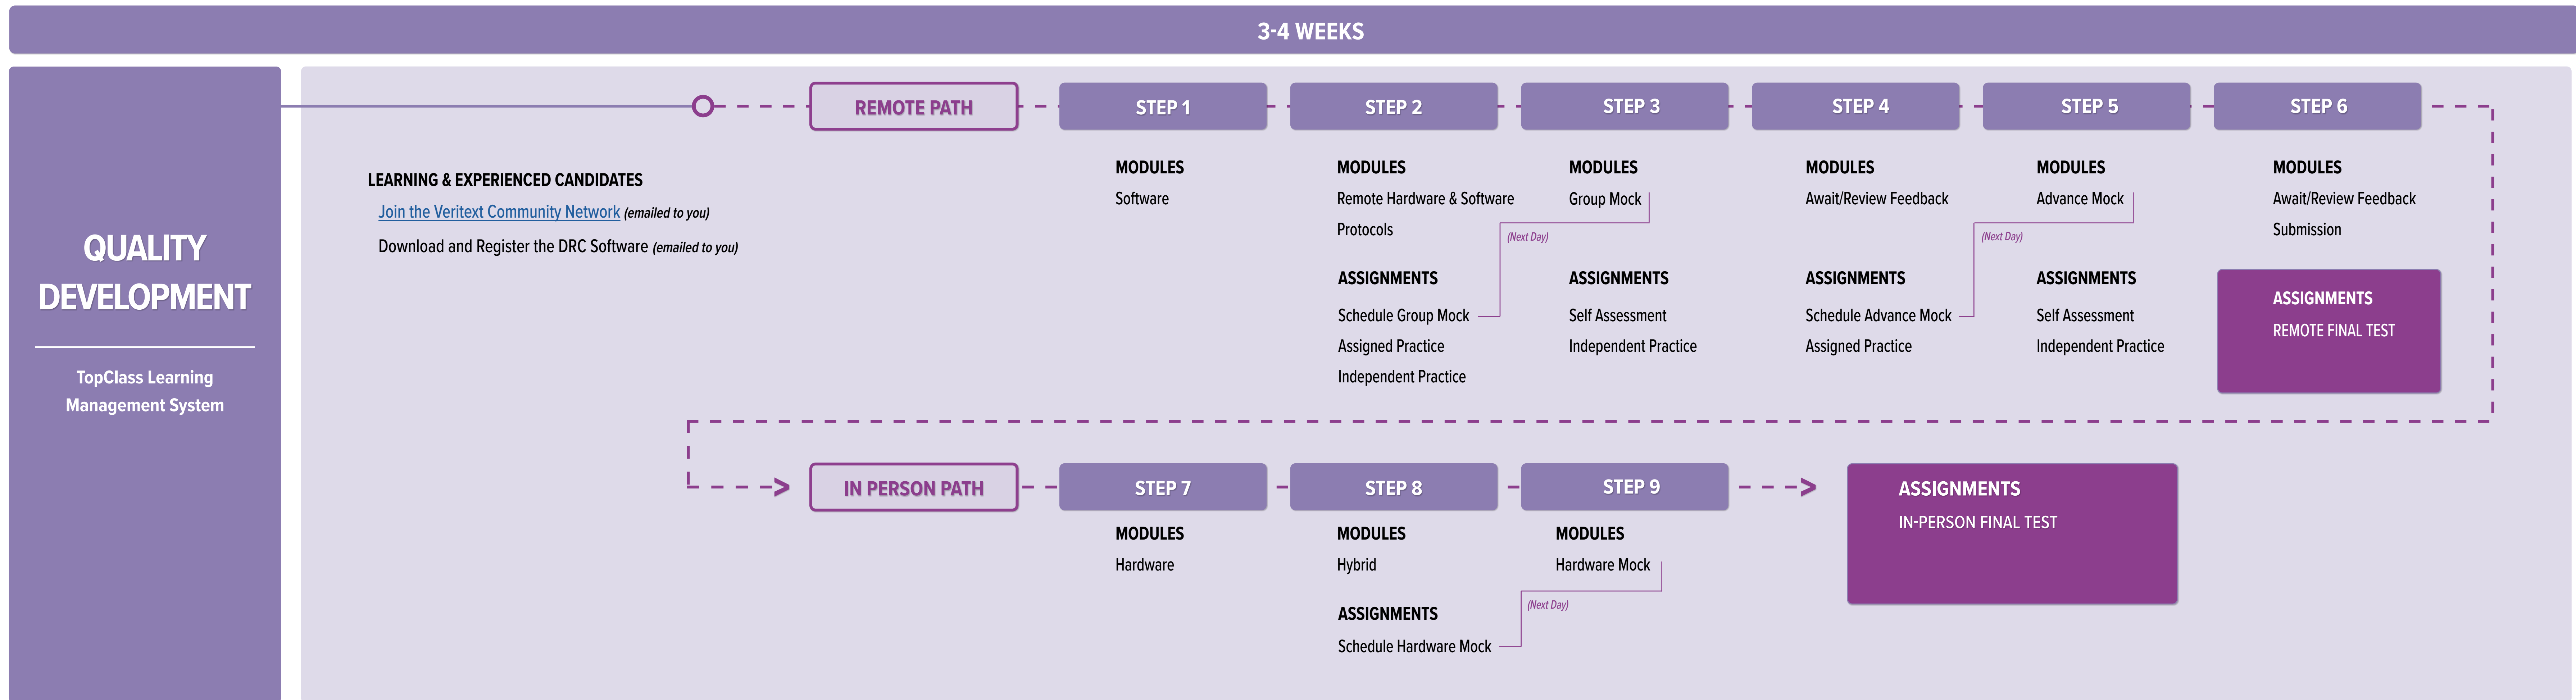 3-4 WEEKS
QUALITY
DEVELOPMENT
TopClass Learning
Management System
LEARNING & EXPERIENCED CANDIDATES
Join the Veritext Community Network (emailed to you)
Download and Register the DRC Software (emailed to you)
REMOTE PATH
STEP 1
MODULES
Software
STEP 2
MODULES
Remote Hardware & Software
Protocols
ASSIGNMENTS
Schedule Group Mock
Assigned Practice
Independent Practice
(Next Day)
STEP 3
MODULES
Group Mock
ASSIGNMENTS
Self Assessment
Independent Practice
STEP 4
MODULES
Await/Review Feedback
ASSIGNMENTS
Schedule Advance Mock
Assigned Practice
(Next Day)
STEP 5
MODULES
Advance Mock
ASSIGNMENTS
Self Assessment
Independent Practice
STEP 6
MODULES
Await/Review Feedback
Submission
ASSIGNMENTS
REMOTE FINAL TEST
IN PERSON PATH
STEP 7
MODULES
Hardware
STEP 8
MODULES
Hybrid
ASSIGNMENTS
Schedule Hardware Mock
(Next Day)
STEP 9
MODULES
Hardware Mock
ASSIGNMENTS
IN-PERSON FINAL TEST